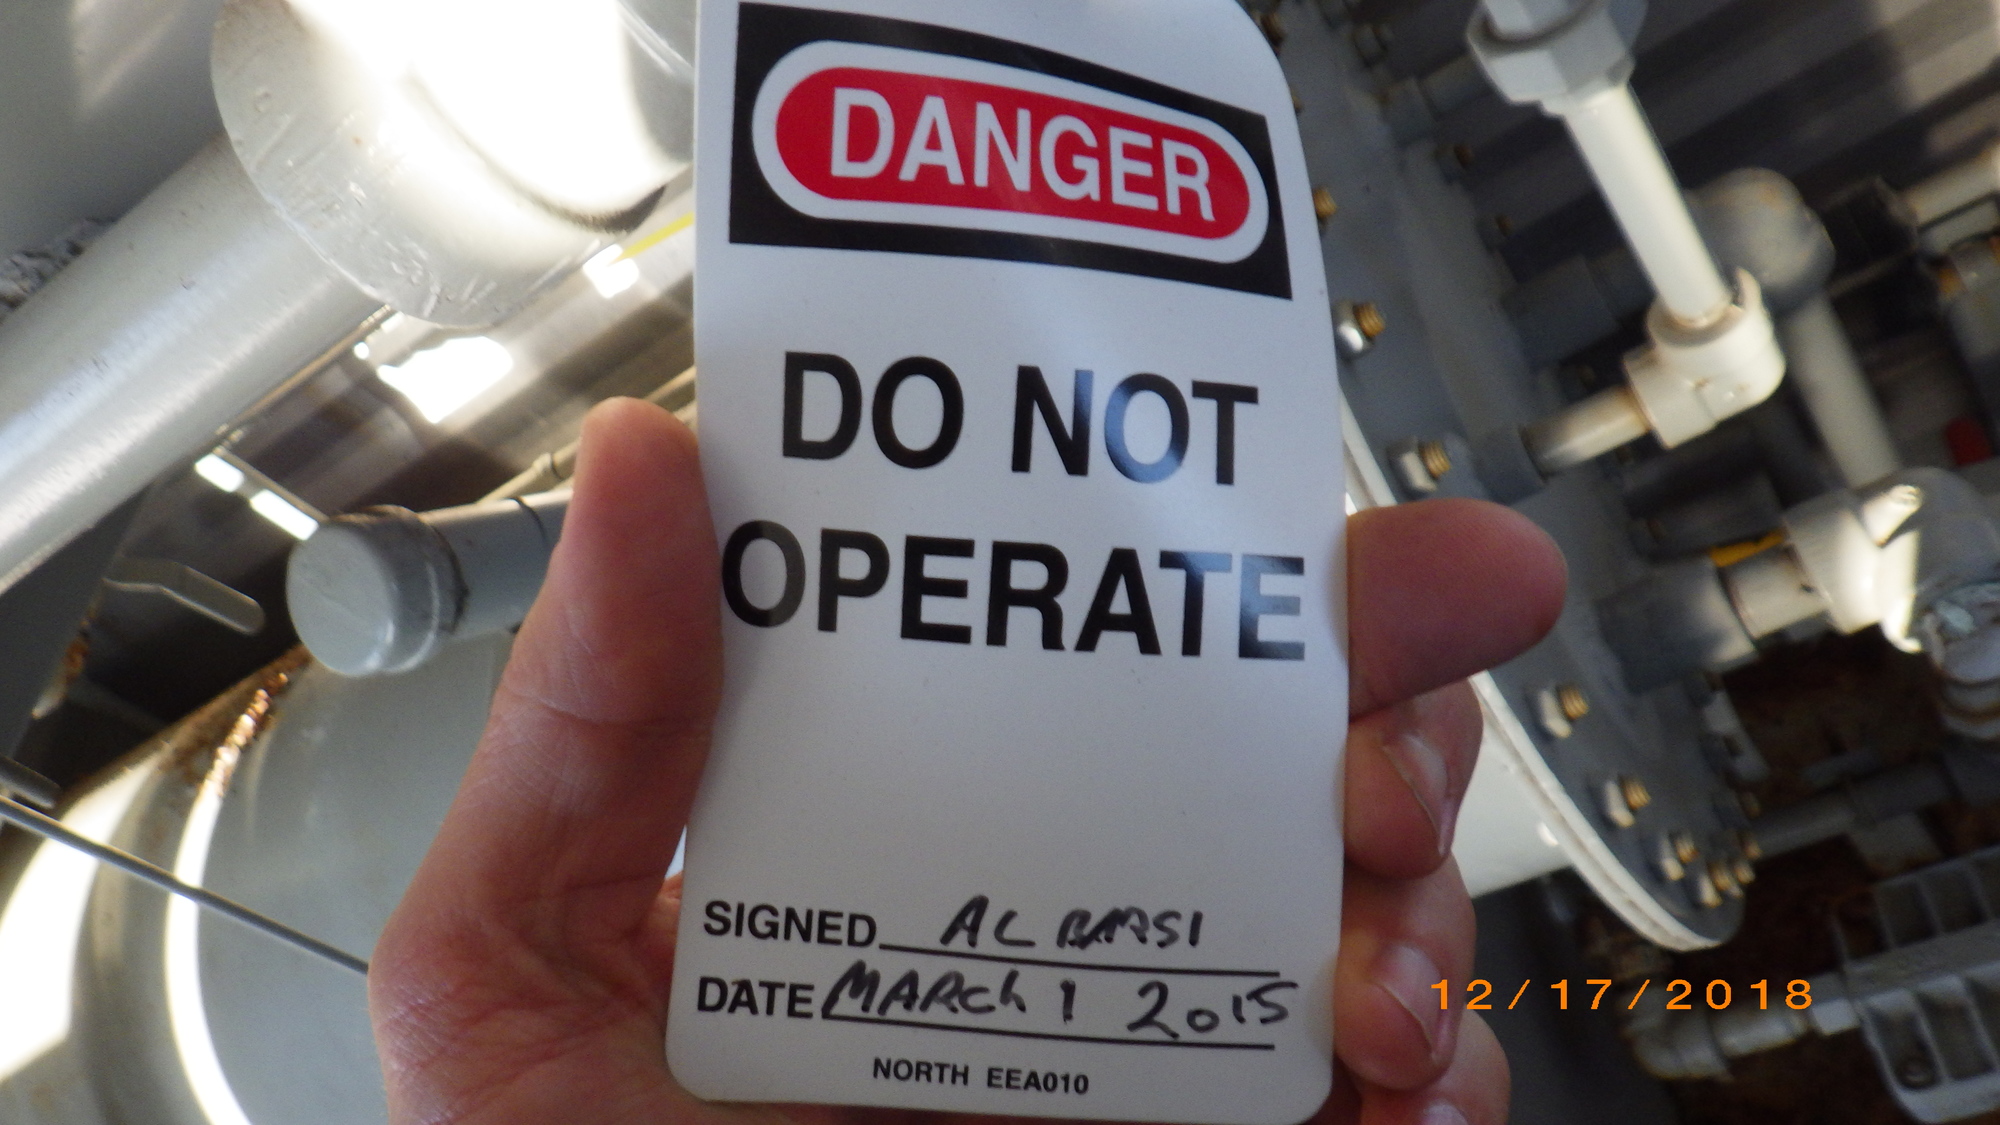 DANGER
DO NOT
OPERATE
SIGNED AL
DATE MARCH 1 2015
NORTH EEA010
12/17/2018